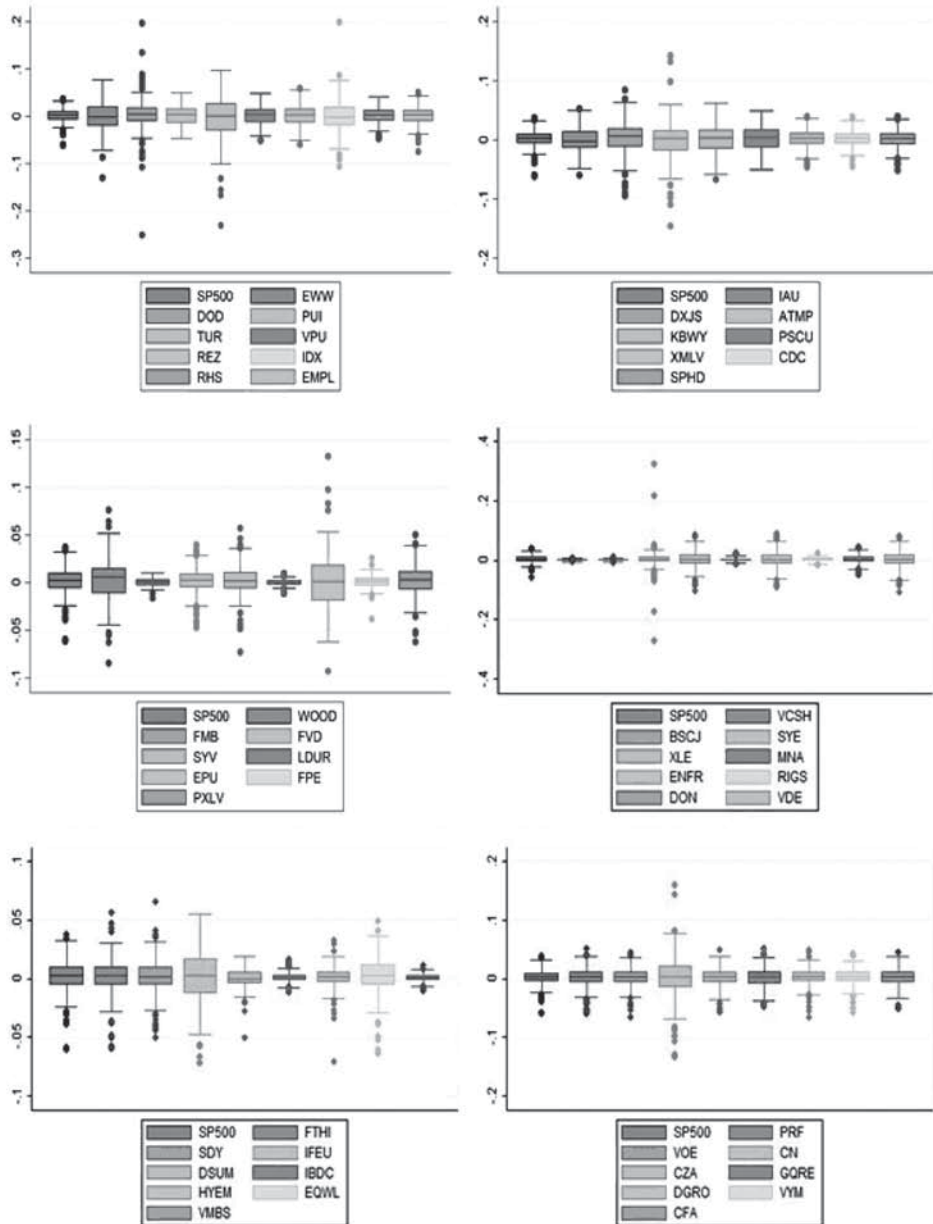 .2
.1
0
-.1
-.2
-.3
SP500 EWW
DOD PUI
TUR VPU
REZ IDX
RHS EMPL
.2
.1
0
-.1
-.2
SP500 IAU
DXJS ATMP
KBWY PSCU
XMLV CDC
SPHD
.15
.1
.05
0
-.05
-.1
SP500 WOOD
FMB FVD
SYV LDUR
EPU FPE
PXLV
.4
.2
0
-.2
-.4
SP500 VCSH
BSCJ SYE
XLE MNA
ENFR RIGS
DON VDE
.1
.05
0
-.05
-.1
SP500 FTHI
SDY IFEU
DSUM IBDC
HYEM EQWL
VMBS
.2
.1
0
-.1
-.2
SP500 PRF
VOE CN
CZA GQRE
DGRO VYM
CFA